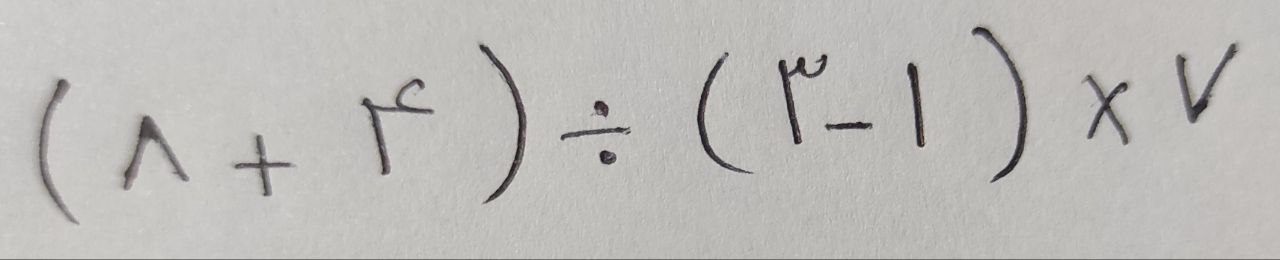 (۸ + ۴) ÷ (۳ - ۱) × ۷